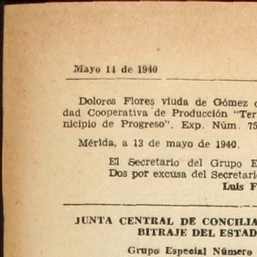 Mayo 14 de 1940
Dolores Flores viuda de Gómez
dad Cooperativa de Producción "Ter
nicipio de Progreso". Exp. Núm. 75
Mérida, a 13 de mayo de 1940.
El Secretario del Grupo E
Dos por excusa del Secretari
Luis F
JUNTA CENTRAL DE CONCILIA
BITRAJE DEL ESTAD
Grupo Especial Número